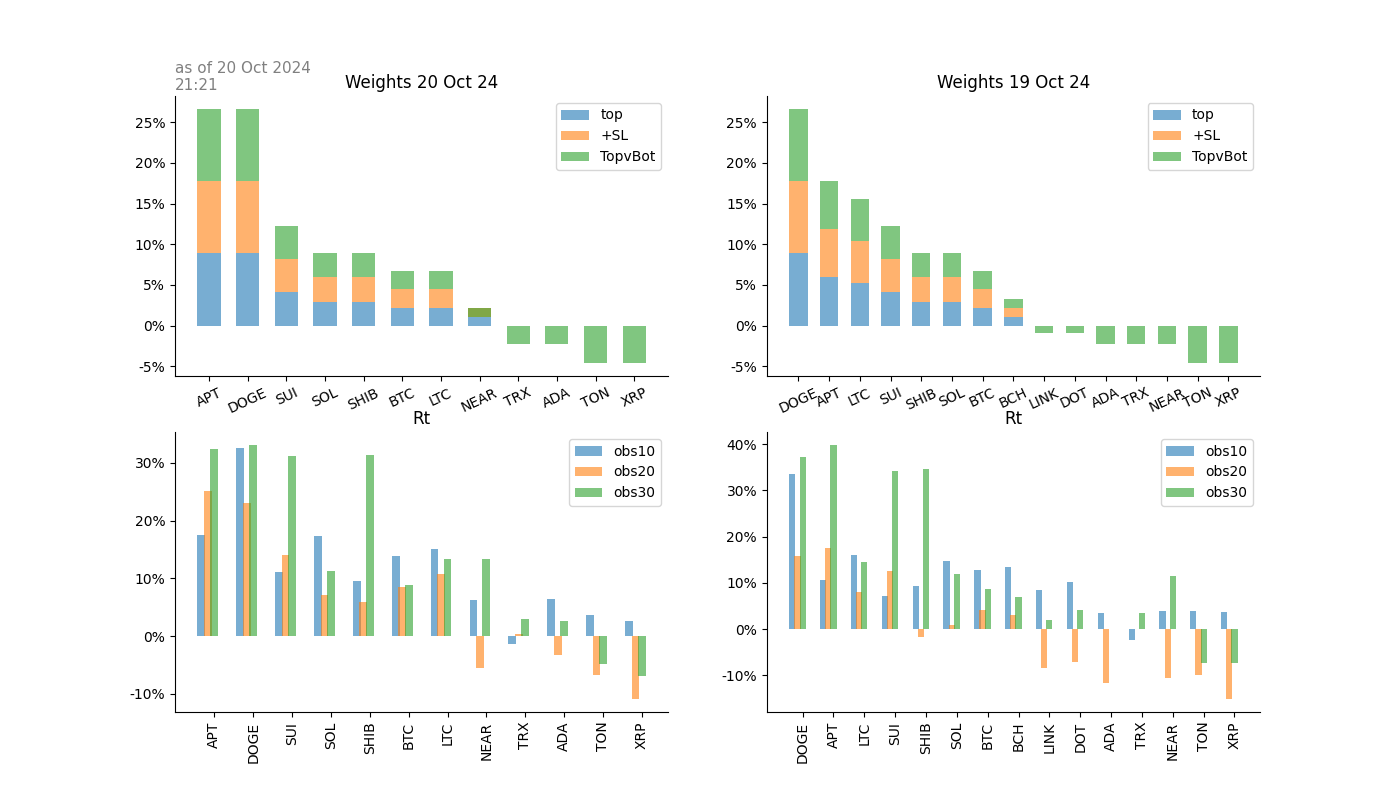 as of 20 Oct 2024
21:21
Weights 20 Oct 24
25%
20%
15%
10%
5%
0%
-5%
top
+SL
TopvBot
APT DOGE SUI SOL SHIB BTC LTC NEAR TRX ADA TON XRP
Weights 19 Oct 24
25%
20%
15%
10%
5%
0%
-5%
top
+SL
TopvBot
DOGE APT LTC SUI SHIB SOL BTC BCH LINK DOT ADA TRX NEAR TON XRP
Rt
30%
20%
10%
0%
-10%
obs10
obs20
obs30
APT DOGE SUI SOL SHIB BTC LTC NEAR TRX ADA TON XRP
Rt
40%
30%
20%
10%
0%
-10%
obs10
obs20
obs30
DOGE APT LTC SUI SHIB SOL BTC BCH LINK DOT ADA TRX NEAR TON XRP